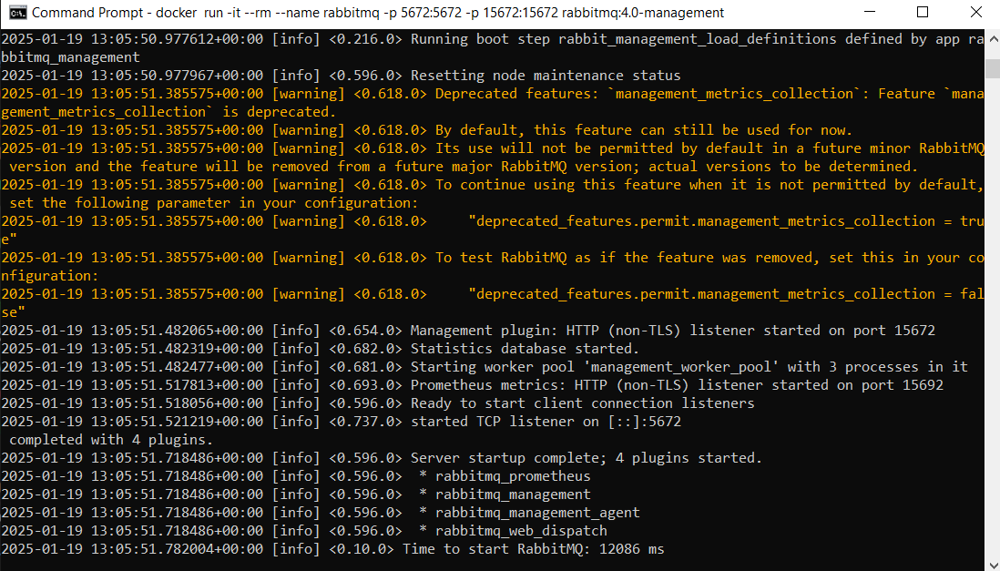 Command Prompt - docker  run -it --rm --name rabbitmq -p 5672:5672 -p 15672:15672 rabbitmq:4.0-management
2025-01-19 13:05:50.977612+00:00 [info] <0.216.0> Running boot step rabbit_management_load_definitions defined by app ra
bbitmq_management
2025-01-19 13:05:50.977967+00:00 [info] <0.596.0> Resetting node maintenance status
2025-01-19 13:05:51.385575+00:00 [warning] <0.618.0> Deprecated features: `management_metrics_collection`: Feature `mana
gement_metrics_collection` is deprecated.
2025-01-19 13:05:51.385575+00:00 [warning] <0.618.0> By default, this feature can still be used for now.
2025-01-19 13:05:51.385575+00:00 [warning] <0.618.0> Its use will not be permitted by default in a future minor RabbitMQ
 version and the feature will be removed from a future major RabbitMQ version; actual versions to be determined.
2025-01-19 13:05:51.385575+00:00 [warning] <0.618.0> To continue using this feature when it is not permitted by default,
 set the following parameter in your configuration:
2025-01-19 13:05:51.385575+00:00 [warning] <0.618.0>     "deprecated_features.permit.management_metrics_collection = tru
e"
2025-01-19 13:05:51.385575+00:00 [warning] <0.618.0> To test RabbitMQ as if the feature was removed, set this in your co
nfiguration:
2025-01-19 13:05:51.385575+00:00 [warning] <0.618.0>     "deprecated_features.permit.management_metrics_collection = fal
se"
2025-01-19 13:05:51.482065+00:00 [info] <0.654.0> Management plugin: HTTP (non-TLS) listener started on port 15672
2025-01-19 13:05:51.482319+00:00 [info] <0.682.0> Statistics database started.
2025-01-19 13:05:51.482477+00:00 [info] <0.681.0> Starting worker pool 'management_worker_pool' with 3 processes in it
2025-01-19 13:05:51.517813+00:00 [info] <0.693.0> Prometheus metrics: HTTP (non-TLS) listener started on port 15692
2025-01-19 13:05:51.518056+00:00 [info] <0.596.0> Ready to start client connection listeners
2025-01-19 13:05:51.521219+00:00 [info] <0.737.0> started TCP listener on [::]:5672
 completed with 4 plugins.
2025-01-19 13:05:51.718486+00:00 [info] <0.596.0> Server startup complete; 4 plugins started.
2025-01-19 13:05:51.718486+00:00 [info] <0.596.0>  * rabbitmq_prometheus
2025-01-19 13:05:51.718486+00:00 [info] <0.596.0>  * rabbitmq_management
2025-01-19 13:05:51.718486+00:00 [info] <0.596.0>  * rabbitmq_management_agent
2025-01-19 13:05:51.718486+00:00 [info] <0.596.0>  * rabbitmq_web_dispatch
2025-01-19 13:05:51.782004+00:00 [info] <0.10.0> Time to start RabbitMQ: 12086 ms